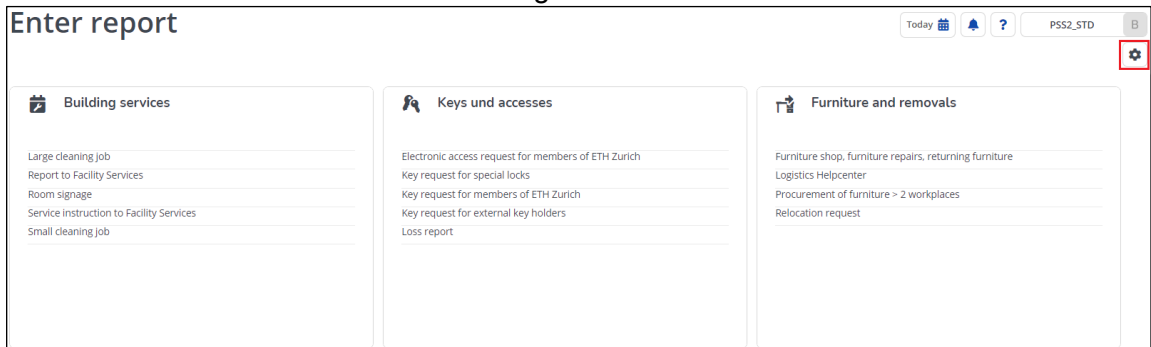 Enter report
Today
?
PSS2_STD
B
Building services
Large cleaning job
Report to Facility Services
Room signage
Service instruction to Facility Services
Small cleaning job
Keys und accesses
Electronic access request for members of ETH Zurich
Key request for special locks
Key request for members of ETH Zurich
Key request for external key holders
Loss report
Furniture and removals
Furniture shop, furniture repairs, returning furniture
Logistics Helpcenter
Procurement of furniture > 2 workplaces
Relocation request